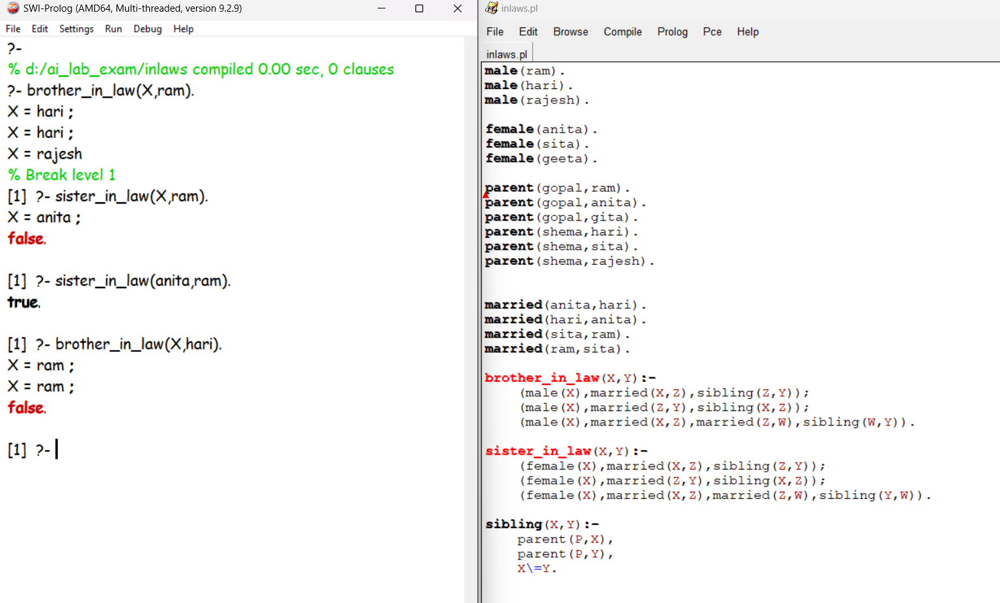 SWI-Prolog (AMD64, Multi-threaded, version 9.2.9)
File Edit Settings Run Debug Help
?-
% d:/ai_lab_exam/inlaws compiled 0.00 sec, 0 clauses
?- brother_in_law(X,ram).
X = hari ;
X = hari ;
X = rajesh
% Break level 1
[1] ?- sister_in_law(X,ram).
X = anita ;
false.
[1] ?- sister_in_law(anita,ram).
true.
[1] ?- brother_in_law(X,hari).
X = ram ;
X = ram ;
false.
[1] ?-
inlaws.pl
File Edit Browse Compile Prolog Pce Help
inlaws.pl
male(ram).
male(hari).
male(rajesh).
female(anita).
female(sita).
female(geeta).
parent(gopal,ram).
parent(gopal,anita).
parent(gopal,gita).
parent(shema,hari).
parent(shema,sita).
parent(shema,rajesh).
married(anita,hari).
married(hari,anita).
married(sita,ram).
married(ram,sita).
brother_in_law(X,Y):-
(male(X),married(X,Z),sibling(Z,Y));
(male(X),married(Z,Y),sibling(X,Z));
(male(X),married(X,Z),married(Z,W),sibling(W,Y)).
sister_in_law(X,Y):-
(female(X),married(X,Z),sibling(Z,Y));
(female(X),married(Z,Y),sibling(X,Z));
(female(X),married(X,Z),married(Z,W),sibling(Y,W)).
sibling(X,Y):-
parent(P,X),
parent(P,Y),
X\=Y.